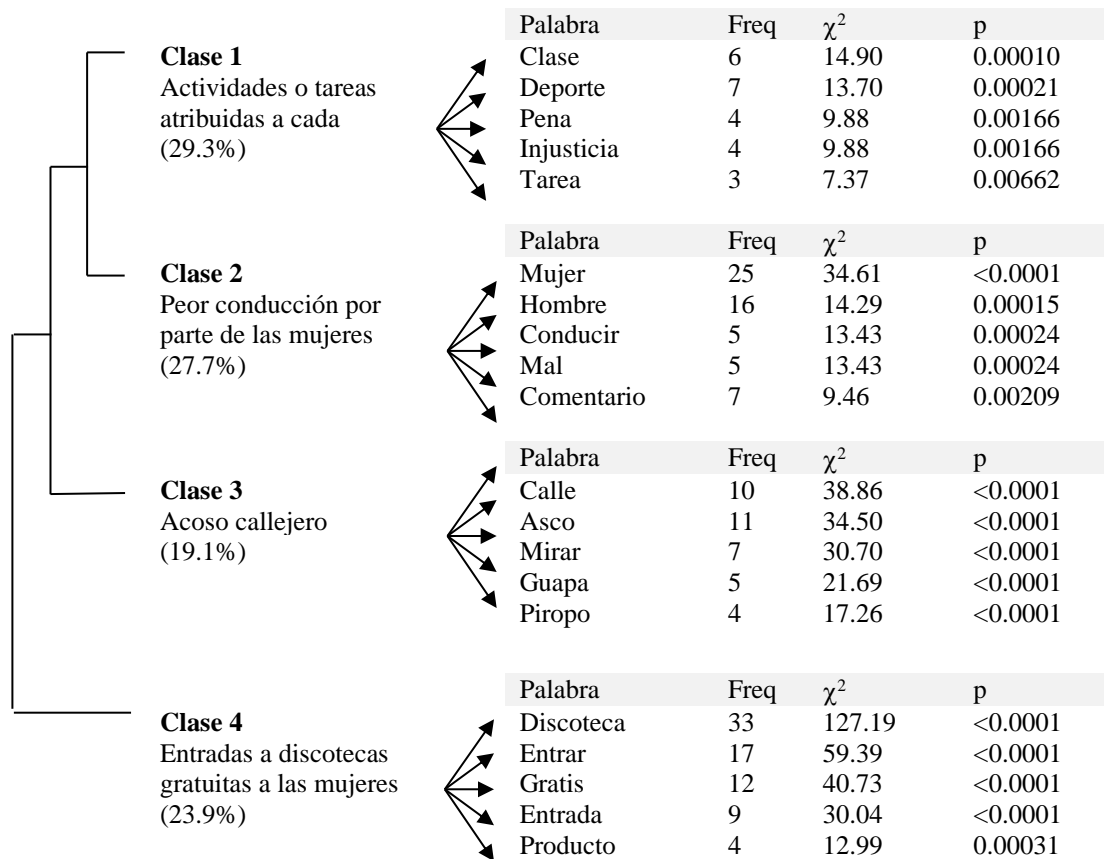 Palabra Freq χ² p
Clase 1
Clase 6 14.90 0.00010
Actividades o tareas
Deporte 7 13.70 0.00021
atribuidas a cada
Pena 4 9.88 0.00166
(29.3%)
Injusticia 4 9.88 0.00166
Tarea 3 7.37 0.00662
Palabra Freq χ² p
Clase 2
Mujer 25 34.61 <0.0001
Peor conducción por
Hombre 16 14.29 0.00015
parte de las mujeres
Conducir 5 13.43 0.00024
(27.7%)
Mal 5 13.43 0.00024
Comentario 7 9.46 0.00209
Palabra Freq χ² p
Clase 3
Calle 10 38.86 <0.0001
Acoso callejero
Asco 11 34.50 <0.0001
(19.1%)
Mirar 7 30.70 <0.0001
Guapa 5 21.69 <0.0001
Piropo 4 17.26 <0.0001
Palabra Freq χ² p
Clase 4
Discoteca 33 127.19 <0.0001
Entradas a discotecas
Entrar 17 59.39 <0.0001
gratuitas a las mujeres
Gratis 12 40.73 <0.0001
(23.9%)
Entrada 9 30.04 <0.0001
Producto 4 12.99 0.00031